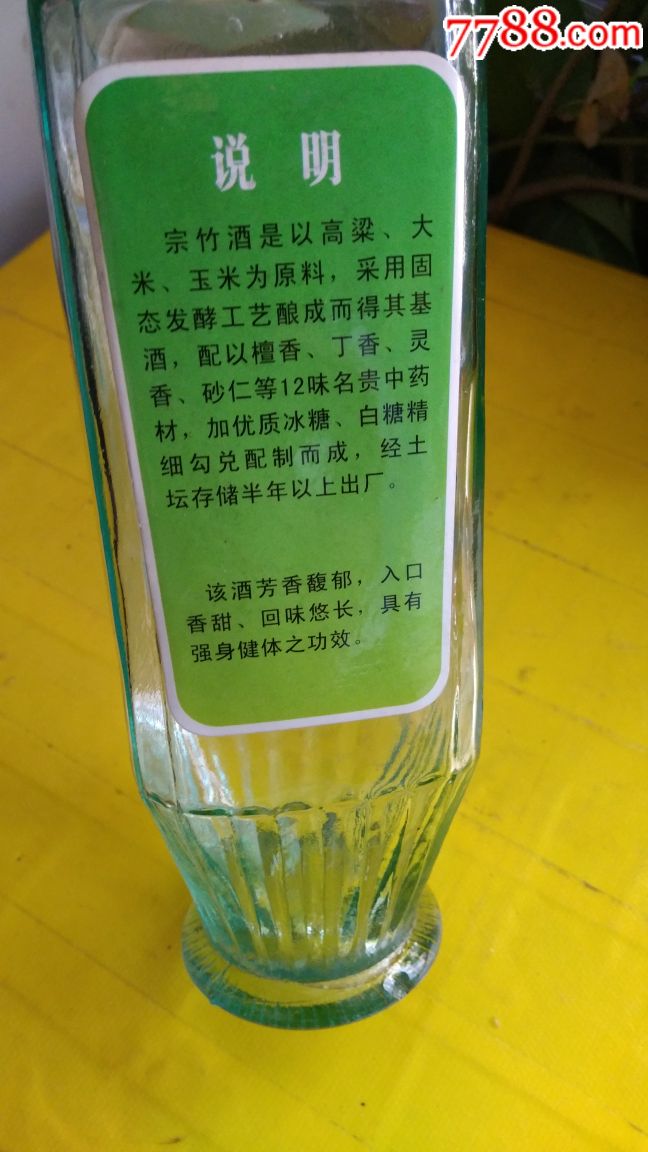 7788.com
说 明
宗竹酒是以高梁、大
米、玉米为原料，采用固
态发酵工艺酿成而得其基
酒，配以檀香、丁香、灵
香、砂仁等12味名贵中药
材，加优质冰糖、白糖精
细勾兑配制而成，经土
坛存储半年以上出厂。
该酒芳香馥郁，入口
香甜、回味悠长，具有
强身健体之功效。